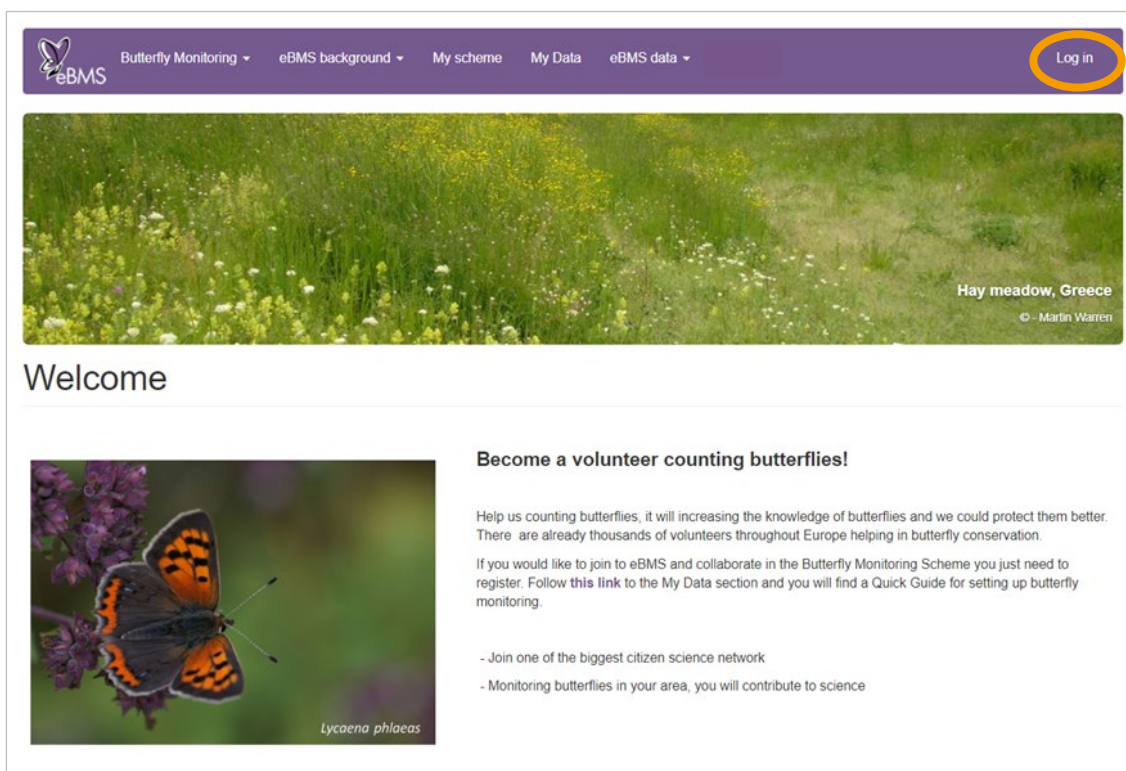 eBMS
Butterfly Monitoring
eBMS background
My scheme
My Data
eBMS data
Log in
Hay meadow, Greece
© - Martin Warren
Welcome
Become a volunteer counting butterflies!
Help us counting butterflies, it will increasing the knowledge of butterflies and we could protect them better.
There are already thousands of volunteers throughout Europe helping in butterfly conservation.
If you would like to join to eBMS and collaborate in the Butterfly Monitoring Scheme you just need to
register. Follow this link to the My Data section and you will find a Quick Guide for setting up butterfly
monitoring.
- Join one of the biggest citizen science network
- Monitoring butterflies in your area, you will contribute to science
Lycaena phlaeas